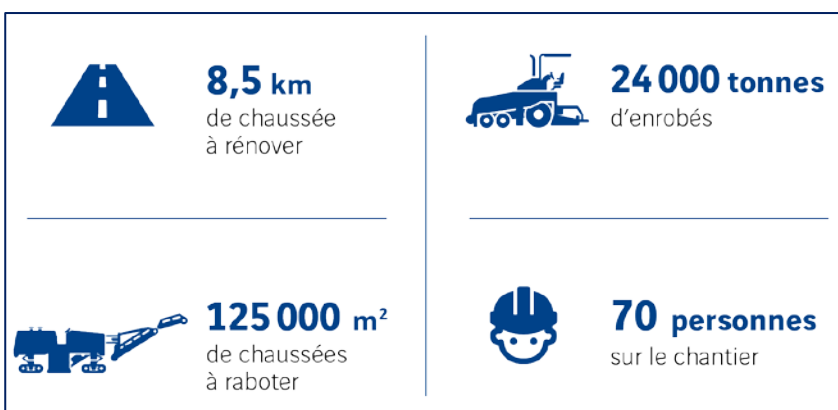 8,5 km
de chaussée
à rénover
24 000 tonnes
d'enrobés
125 000 m²
de chaussées
à raboter
70 personnes
sur le chantier